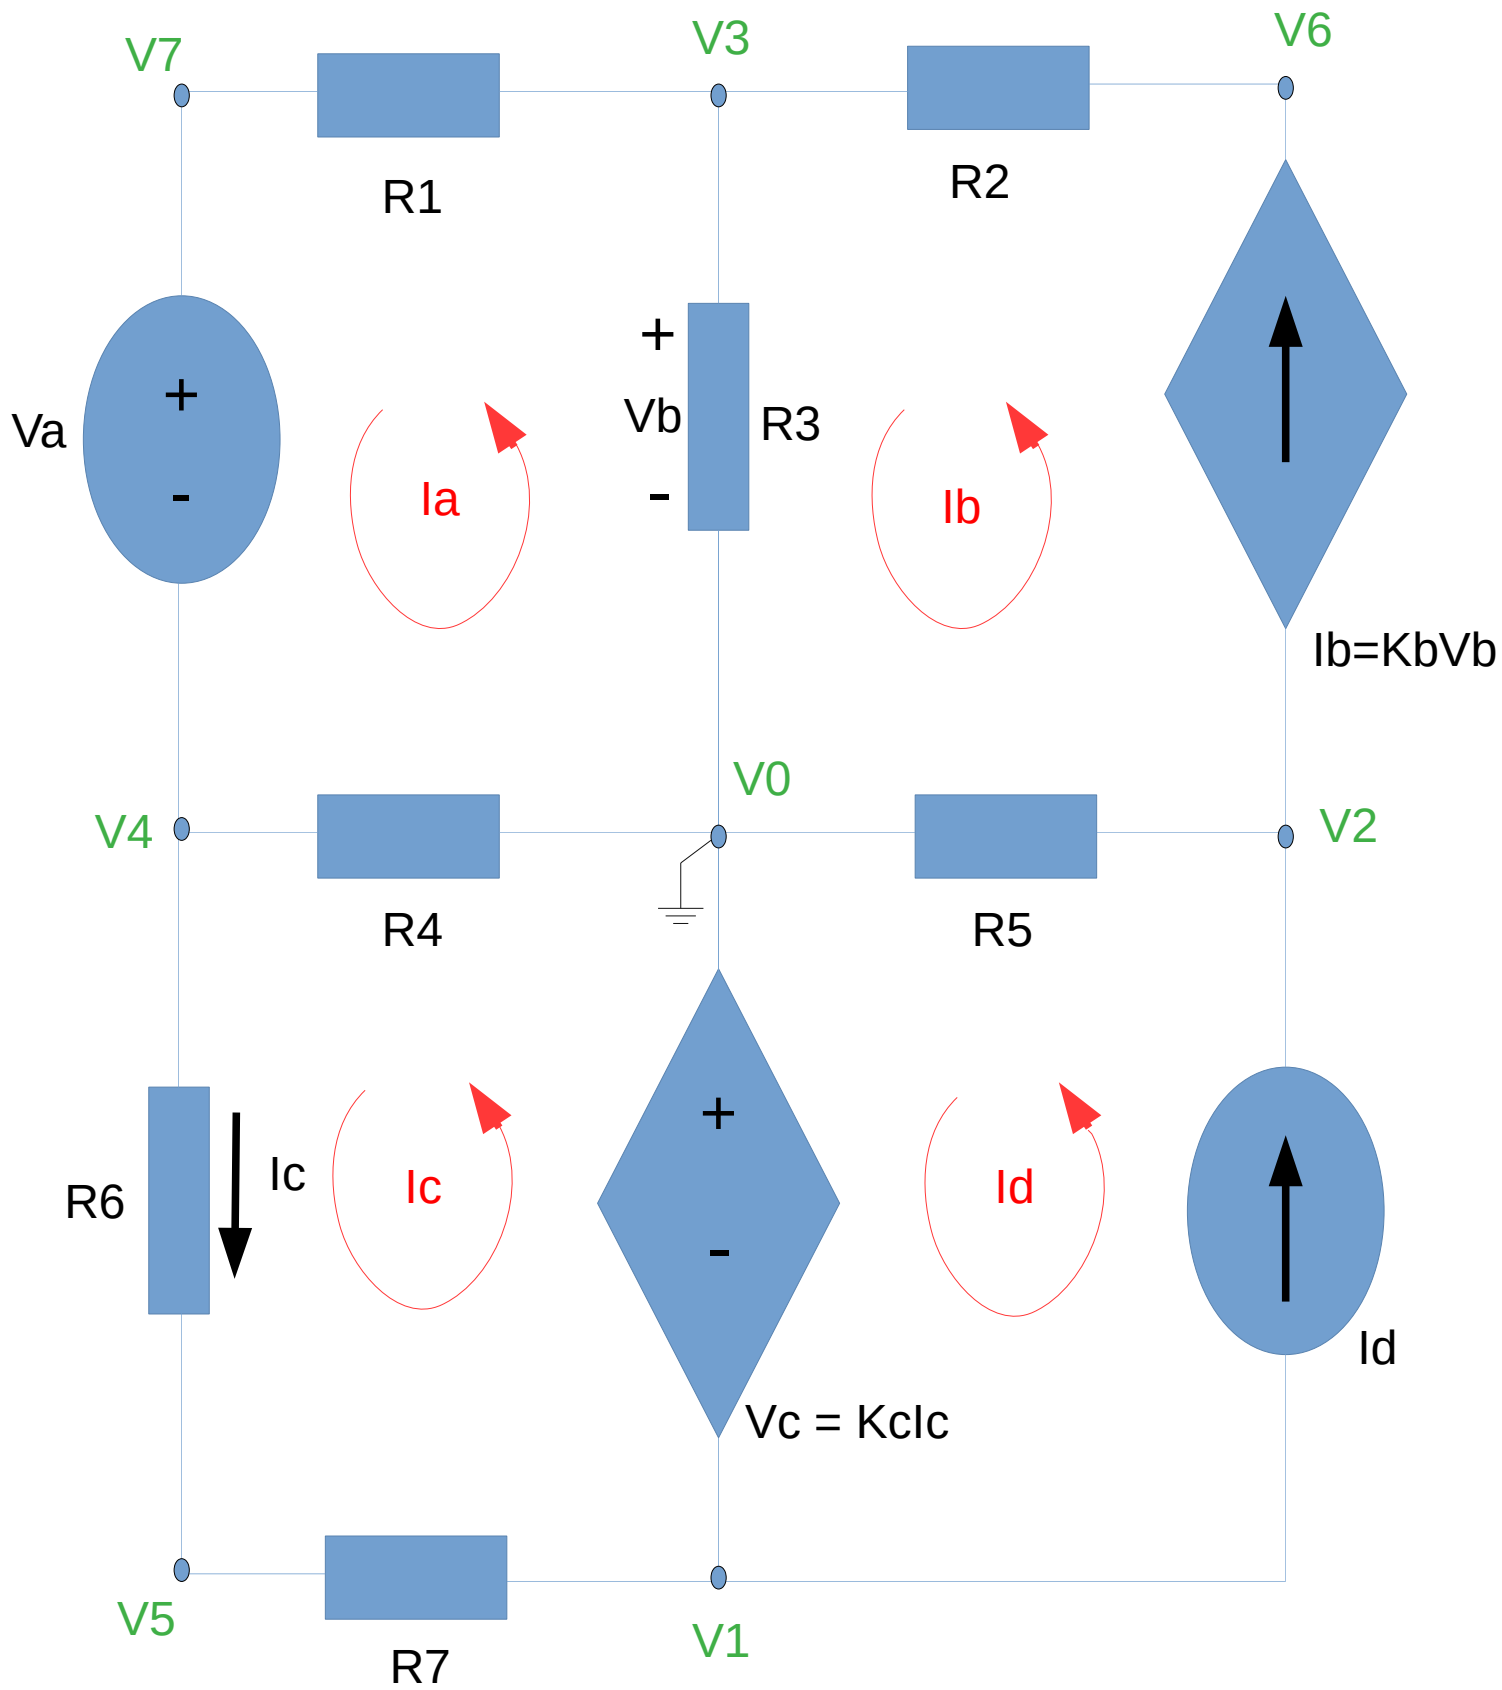 V7
V3
V6
R1
R2
+
-
Va
+
Vb
-
R3
Ia
Ib
Ib=KbVb
V0
V4
V2
R4
R5
R6
Ic
Ic
+
-
Id
Id
Vc = KcIc
V5
V1
R7